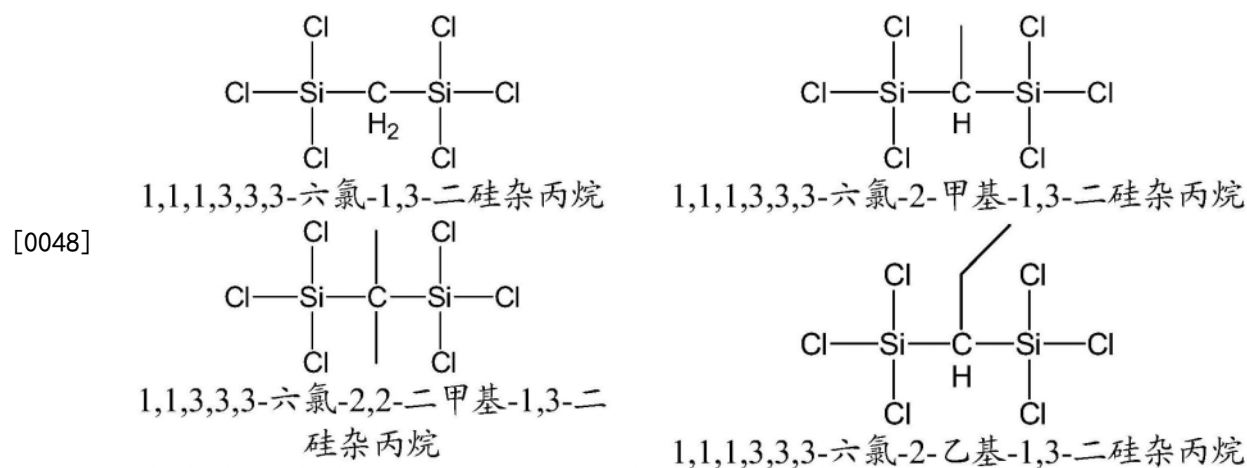 Cl Cl
Cl—Si—C—Si—Cl
H2
Cl Cl
1,1,1,3,3,3-六氯-1,3-二硅杂丙烷
Cl Cl
Cl—Si—C—Si—Cl
H
Cl Cl
1,1,1,3,3,3-六氯-2-甲基-1,3-二硅杂丙烷
[0048]
Cl Cl
Cl—Si—C—Si—Cl
Cl Cl
1,1,3,3,3-六氯-2,2-二甲基-1,3-二
硅杂丙烷
Cl Cl
Cl—Si—C—Si—Cl
H
Cl Cl
1,1,1,3,3,3-六氯-2-乙基-1,3-二硅杂丙烷